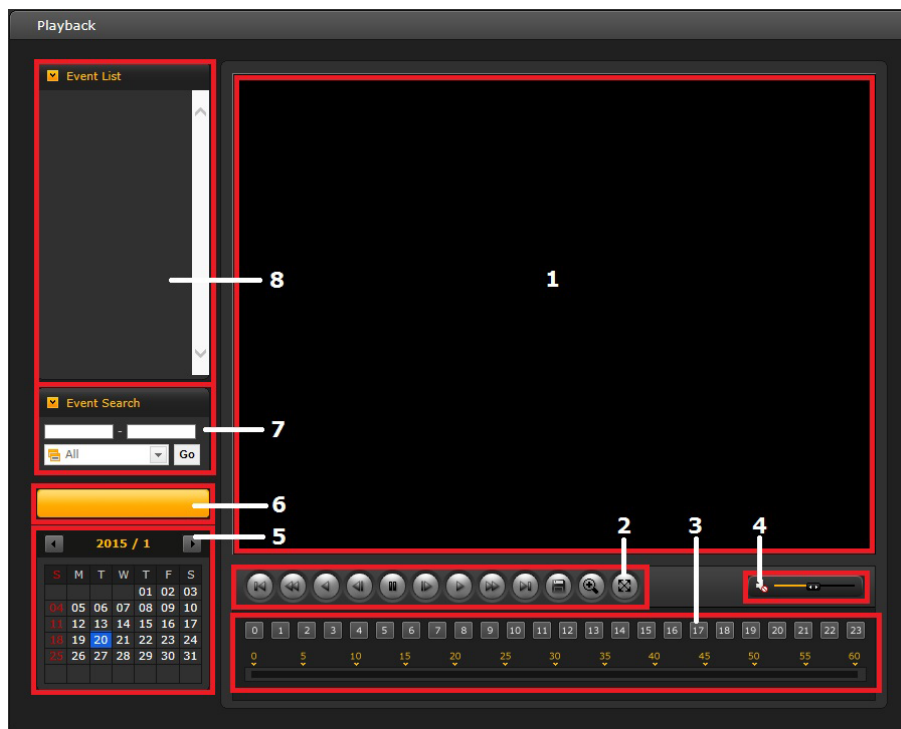 Playback
Event List
8
1
Event Search
7
-
All Go
6
5
2015 / 1
S M T W T F S
01 02 03
04 05 06 07 08 09 10
11 12 13 14 15 16 17
18 19 20 21 22 23 24
25 26 27 28 29 30 31
2 3 4
0 1 2 3 4 5 6 7 8 9 10 11 12 13 14 15 16 17 18 19 20 21 22 23
0 5 10 15 20 25 30 35 40 45 50 55 60